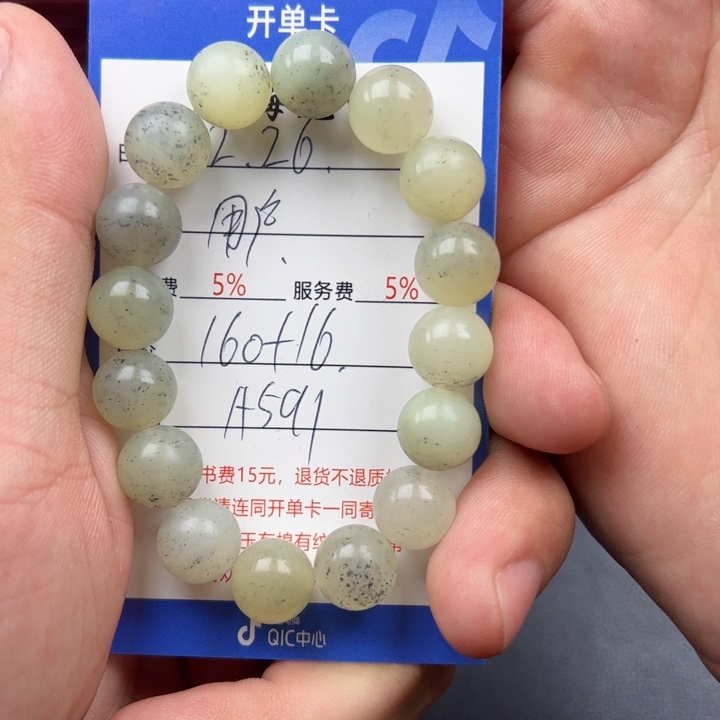 开单卡
2.26.
用户.
费 5% 服务费 5%
160+16.
A591
书费15元，退货不退质
请连同开单卡一同寄
QIC中心